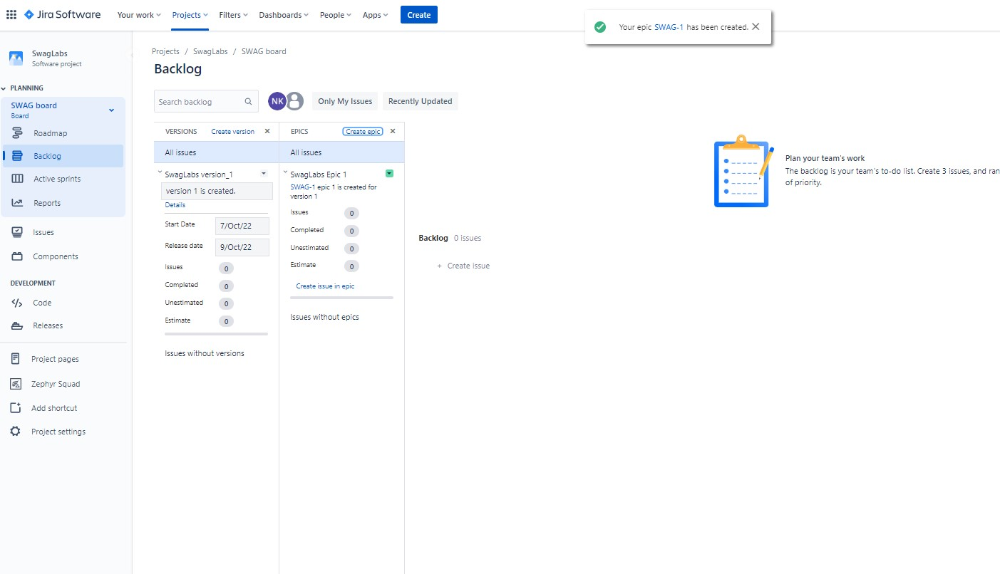 Jira Software
Your work
Projects
Filters
Dashboards
People
Apps
Create
Your epic SWAG-1 has been created.
SwagLabs
Software project
PLANNING
SWAG board
Board
Roadmap
Backlog
Active sprints
Reports
Issues
Components
DEVELOPMENT
Code
Releases
Project pages
Zephyr Squad
Add shortcut
Project settings
Projects / SwagLabs / SWAG board
Backlog
Search backlog
NK
Only My Issues
Recently Updated
VERSIONS Create version
All issues
SwagLabs version_1
version 1 is created.
Details
Start Date 7/Oct/22
Release date 9/Oct/22
Issues 0
Completed 0
Unestimated 0
Estimate 0
Issues without versions
EPICS Create epic
All issues
SwagLabs Epic 1
SWAG-1 epic 1 is created for
version 1
Issues 0
Completed 0
Unestimated 0
Estimate 0
Create issue in epic
Issues without epics
Plan your team's work
The backlog is your team's to-do list. Create 3 issues, and ran
of priority.
Backlog 0 issues
+ Create issue